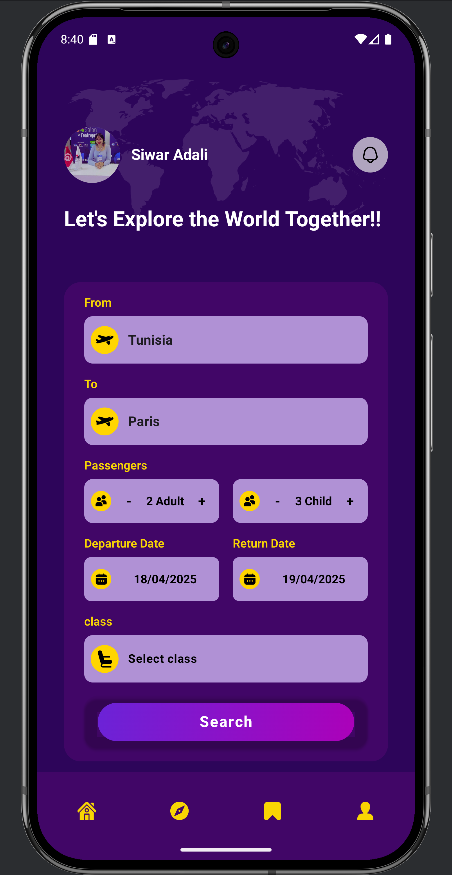 8:40
Siwar Adali
Let's Explore the World Together!!
From
Tunisia
To
Paris
Passengers
- 2 Adult +
- 3 Child +
Departure Date Return Date
18/04/2025 19/04/2025
class
Select class
Search